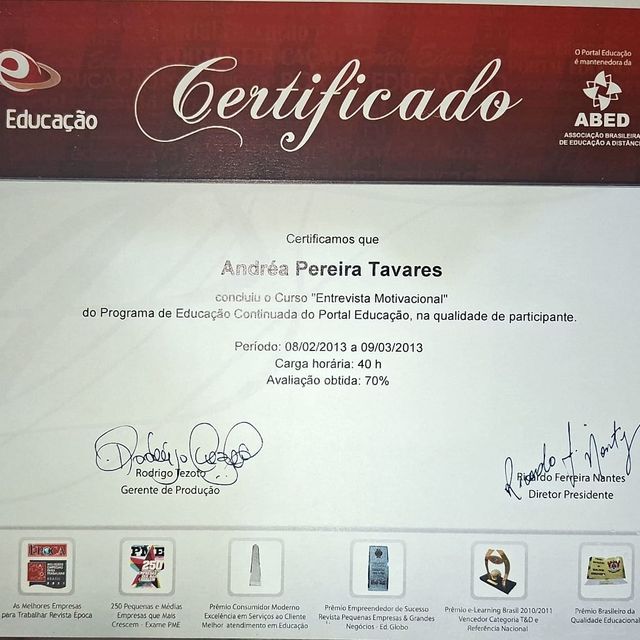 O Portal Educação
é mantenedora da
Certificado
Educação
ABED
ASSOCIAÇÃO BRASILEIRA
DE EDUCAÇÃO A DISTÂNC
Certificamos que
Andréa Pereira Tavares
concluiu o Curso "Entrevista Motivacional"
do Programa de Educação Continuada do Portal Educação, na qualidade de participante.
Período: 08/02/2013 a 09/03/2013
Carga horária: 40 h
Avaliação obtida: 70%
Rodrigo Tezoto
Gerente de Produção
Ricardo Ferreira Nantes
Diretor Presidente
ÉPOCA
PME
250
As Melhores Empresas
para Trabalhar Revista Época
250 Pequenas e Médias
Empresas que Mais
Crescem - Exame PME
Prêmio Consumidor Moderno
Excelência em Serviços ao Cliente
Melhor atendimento em Educação
Prêmio Empreendedor de Sucesso
Revista Pequenas Empresas & Grandes
Negócios - Ed. Globo
Prêmio e-Learning Brasil 2010/2011
Vencedor Categoria T&D e
Referência Nacional
Prêmio Brasileiro da
Qualidade Educaciona